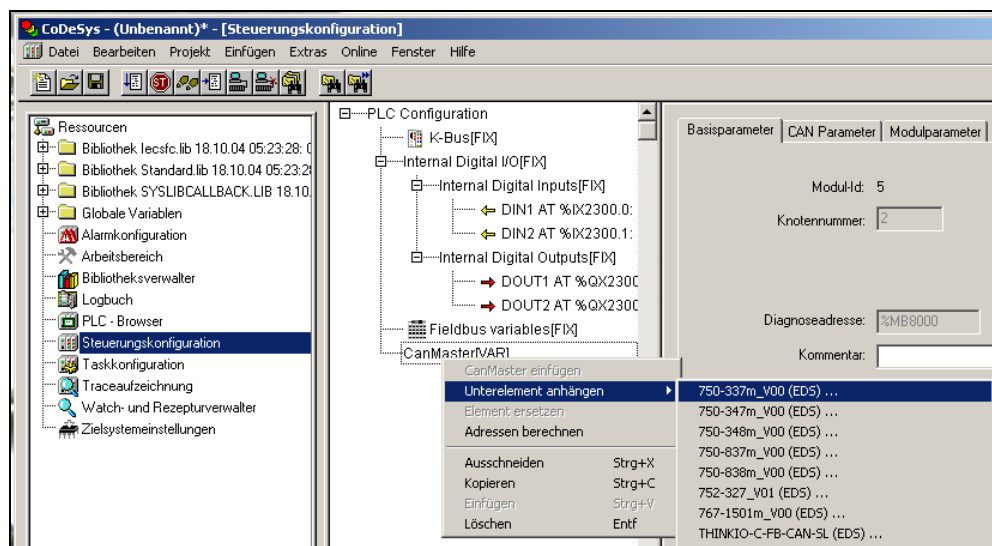 CoDeSys - (Unbenannt)* - [Steuerungskonfiguration]
Datei Bearbeiten Projekt Einfügen Extras Online Fenster Hilfe
Ressourcen
Bibliothek Iecsfc.lib 18.10.04 05:23:28:
Bibliothek Standard.lib 18.10.04 05:23:2
Bibliothek SYSLIBCALLBACK.LIB 18.10.
Globale Variablen
Alarmkonfiguration
Arbeitsbereich
Bibliotheksverwalter
Logbuch
PLC - Browser
Steuerungskonfiguration
Taskkonfiguration
Traceaufzeichnung
Watch- und Rezepturverwalter
Zielsystemeinstellungen
PLC Configuration
K-Bus[FIX]
Internal Digital I/O[FIX]
Internal Digital Inputs[FIX]
DIN1 AT %IX2300.0:
DIN2 AT %IX2300.1:
Internal Digital Outputs[FIX]
DOUT1 AT %QX2300
DOUT2 AT %QX2300
Fieldbus variables[FIX]
CanMaster[VAR]
CanMaster einfügen
Unterelement anhängen
Element ersetzen
Adressen berechnen
Ausschneiden Strg+X
Kopieren Strg+C
Einfügen Strg+V
Löschen Entf
Basisparameter CAN Parameter Modulparameter
Modul-Id: 5
Knotennummer: 2
Diagnoseadresse: %MB8000
Kommentar:
750-337m_V00 (EDS) ...
750-347m_V00 (EDS) ...
750-348m_V00 (EDS) ...
750-837m_V00 (EDS) ...
750-838m_V00 (EDS) ...
752-327_V01 (EDS) ...
767-1501m_V00 (EDS) ...
THINKIO-C-FB-CAN-SL (EDS) ...